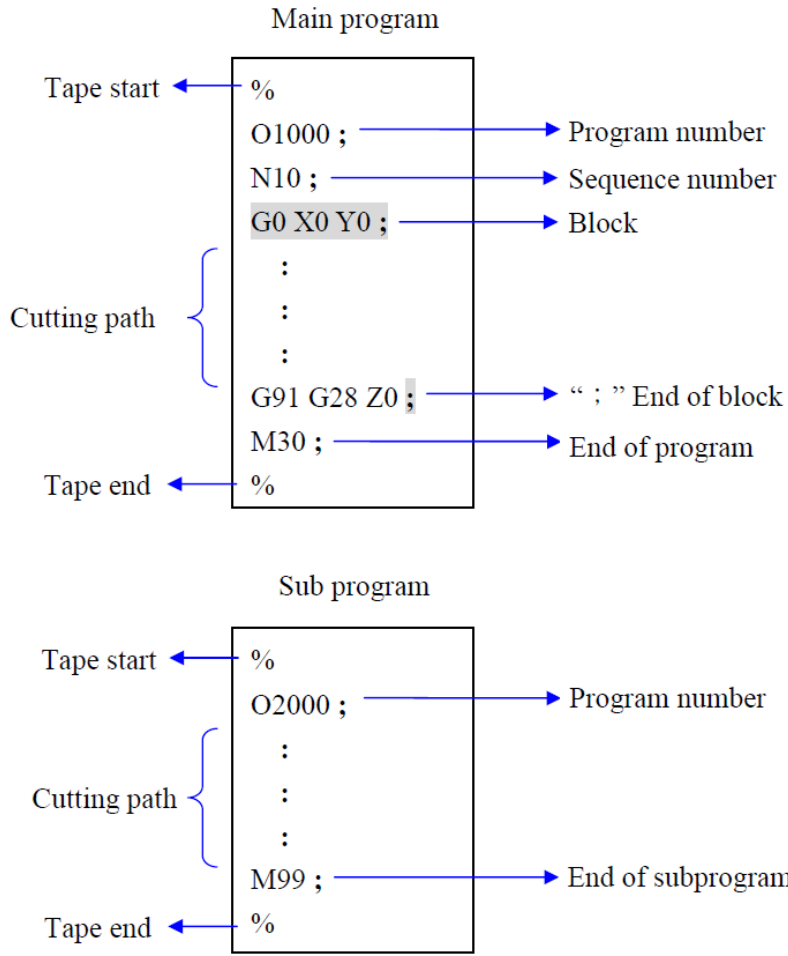 Main program
Tape start % 
O1000 ; Program number
N10 ; Sequence number
G0 X0 Y0 ; Block
:
:
Cutting path
:
G91 G28 Z0 ; “ ; ” End of block
M30 ; End of program
Tape end %
Sub program
Tape start %
O2000 ; Program number
:
Cutting path :
:
M99 ; End of subprogram
Tape end %